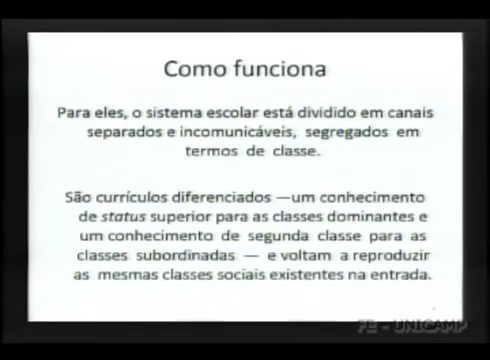 Como funciona
Para eles, o sistema escolar está dividido em canais
separados e incomunicáveis, segregados em
termos de classe.
São currículos diferenciados —um conhecimento
de status superior para as classes dominantes e
um conhecimento de segunda classe para as
classes subordinadas — e voltam a reproduzir
as mesmas classes sociais existentes na entrada.
FE - UNICAMP